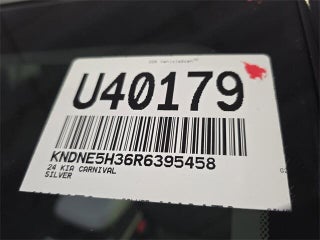 U40179
KNDNE5H36R6395458
24 KIA CARNIVAL
SILVER